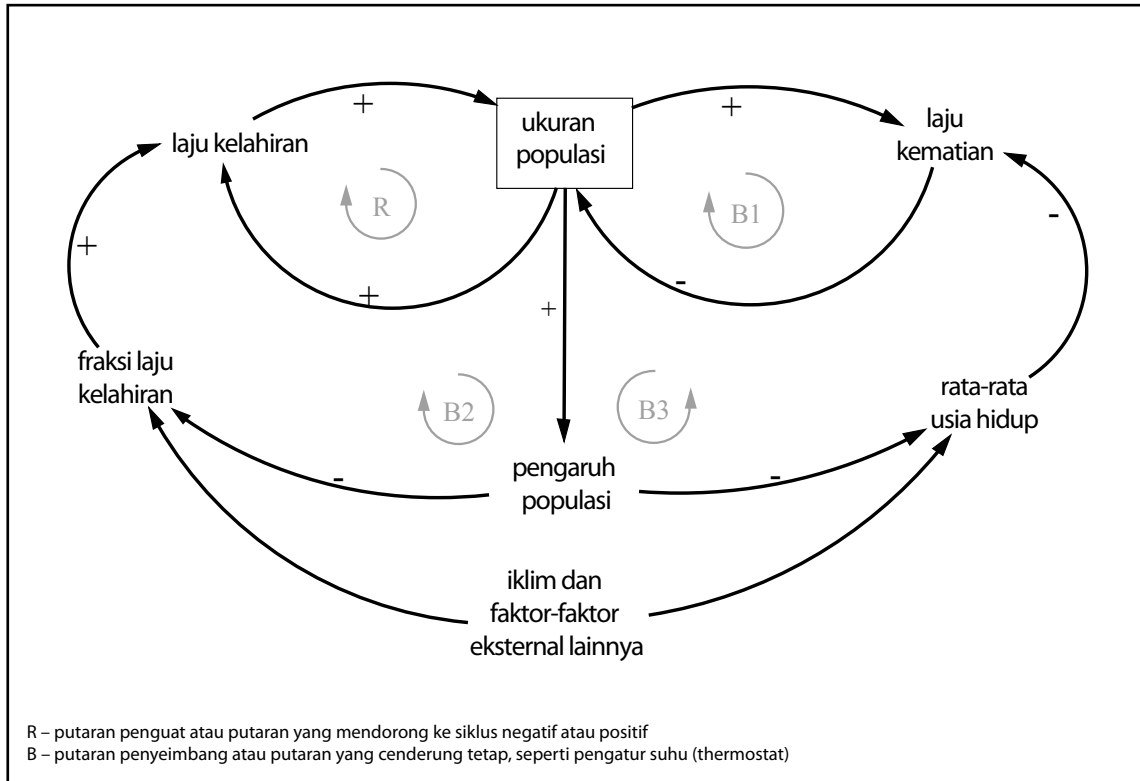 +
+
ukuran
populasi
laju kelahiran
laju
kematian
R
B1
-
+
+
-
+
fraksi laju
kelahiran
B2
B3
rata-rata
usia hidup
pengaruh
populasi
-
-
iklim dan
faktor-faktor
eksternal lainnya
R – putaran penguat atau putaran yang mendorong ke siklus negatif atau positif
B – putaran penyeimbang atau putaran yang cenderung tetap, seperti pengatur suhu (thermostat)